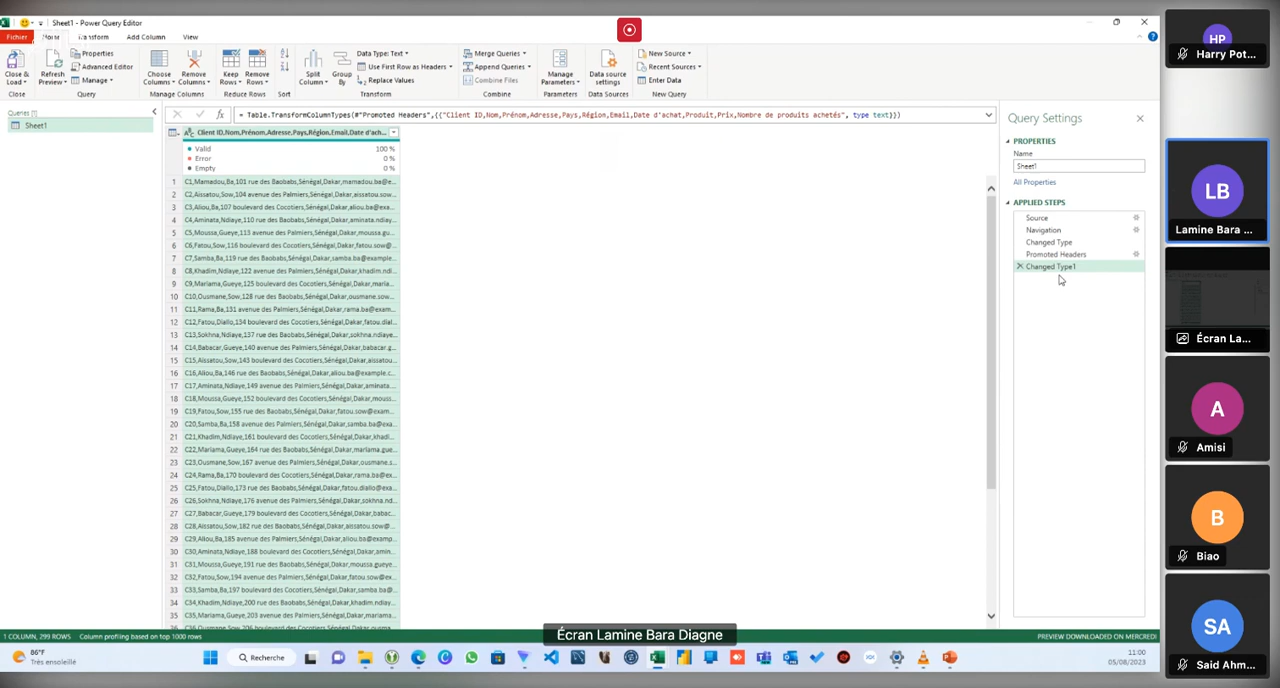 Sheet1 - Power Query Editor
Fichier Home Transform Add Column View
Close & Load
Refresh Preview
Properties
Advanced Editor
Manage
Choose Columns
Remove Columns
Keep Rows
Remove Rows
Split Column
Group By
Data Type: Text
Use First Row as Headers
Replace Values
Merge Queries
Append Queries
Combine Files
Manage Parameters
Data source settings
New Source
Recent Sources
Enter Data
Close Query Manage Columns Reduce Rows Sort Transform Combine Parameters Data Sources New Query
Queries [1]
Sheet1
= Table.TransformColumnTypes(#"Promoted Headers",{{"Client ID,Nom,Prénom,Adresse,Pays,Région,Email,Date d'achat,Produit,Prix,Nombre de produits achetés", type text}})
Client ID,Nom,Prénom,Adresse,Pays,Région,Email,Date d'achat...
Valid 100 %
Error 0 %
Empty 0 %
1 C1,Mamadou,Ba,101 rue des Baobabs,Sénégal,Dakar,mamadou.ba@e...
2 C2,Aissatou,Sow,104 avenue des Palmiers,Sénégal,Dakar,aissatou.sow...
3 C3,Aliou,Ba,107 boulevard des Cocotiers,Sénégal,Dakar,aliou.ba@exa...
4 C4,Aminata,Ndiaye,110 rue des Baobabs,Sénégal,Dakar,aminata.ndiay...
5 C5,Moussa,Gueye,113 avenue des Palmiers,Sénégal,Dakar,moussa.gu...
6 C6,Fatou,Sow,116 boulevard des Cocotiers,Sénégal,Dakar,fatou.sow@...
7 C7,Samba,Ba,119 rue des Baobabs,Sénégal,Dakar,samba.ba@example...
8 C8,Khadim,Ndiaye,122 avenue des Palmiers,Sénégal,Dakar,khadim.nd...
9 C9,Mariama,Gueye,125 boulevard des Cocotiers,Sénégal,Dakar,maria...
10 C10,Ousmane,Sow,128 rue des Baobabs,Sénégal,Dakar,ousmane.sow...
11 C11,Rama,Ba,131 avenue des Palmiers,Sénégal,Dakar,rama.ba@exam...
12 C12,Fatou,Diallo,134 boulevard des Cocotiers,Sénégal,Dakar,fatou.dial...
13 C13,Sokhna,Ndiaye,137 rue des Baobabs,Sénégal,Dakar,sokhna.ndiaye...
14 C14,Babacar,Gueye,140 avenue des Palmiers,Sénégal,Dakar,babacar.g...
15 C15,Aissatou,Sow,143 boulevard des Cocotiers,Sénégal,Dakar,aissatou...
16 C16,Aliou,Ba,146 rue des Baobabs,Sénégal,Dakar,aliou.ba@example.c...
17 C17,Aminata,Ndiaye,149 avenue des Palmiers,Sénégal,Dakar,aminata....
18 C18,Moussa,Gueye,152 boulevard des Cocotiers,Sénégal,Dakar,mouss...
19 C19,Fatou,Sow,155 rue des Baobabs,Sénégal,Dakar,fatou.sow@exam...
20 C20,Samba,Ba,158 avenue des Palmiers,Sénégal,Dakar,samba.ba@exa...
21 C21,Khadim,Ndiaye,161 boulevard des Cocotiers,Sénégal,Dakar,khadi...
22 C22,Mariama,Gueye,164 rue des Baobabs,Sénégal,Dakar,mariama.gue...
23 C23,Ousmane,Sow,167 avenue des Palmiers,Sénégal,Dakar,ousmane.s...
24 C24,Rama,Ba,170 boulevard des Cocotiers,Sénégal,Dakar,rama.ba@ex...
25 C25,Fatou,Diallo,173 rue des Baobabs,Sénégal,Dakar,fatou.diallo@ex...
26 C26,Sokhna,Ndiaye,176 avenue des Palmiers,Sénégal,Dakar,sokhna.nd...
27 C27,Babacar,Gueye,179 boulevard des Cocotiers,Sénégal,Dakar,babac...
28 C28,Aissatou,Sow,182 rue des Baobabs,Sénégal,Dakar,aissatou.sow@...
29 C29,Aliou,Ba,185 avenue des Palmiers,Sénégal,Dakar,aliou.ba@exam...
30 C30,Aminata,Ndiaye,188 boulevard des Cocotiers,Sénégal,Dakar,amin...
31 C31,Moussa,Gueye,191 rue des Baobabs,Sénégal,Dakar,moussa.gueye...
32 C32,Fatou,Sow,194 avenue des Palmiers,Sénégal,Dakar,fatou.sow@ex...
33 C33,Samba,Ba,197 boulevard des Cocotiers,Sénégal,Dakar,samba.ba@...
34 C34,Khadim,Ndiaye,200 rue des Baobabs,Sénégal,Dakar,khadim.ndiay...
35 C35,Mariama,Gueye,203 avenue des Palmiers,Sénégal,Dakar,mariama...
Query Settings
PROPERTIES
Name
Sheet1
All Properties
APPLIED STEPS
Source
Navigation
Changed Type
Promoted Headers
Changed Type1
1 COLUMN, 299 ROWS Column profiling based on top 1000 rows
PREVIEW DOWNLOADED ON MERCREDI
Écran Lamine Bara Diagne
86°F
Très ensoleillé
Recherche
11:00
05/08/2023
HP
Harry Pot...
LB
Lamine Bara ...
Écran La...
A
Amisi
B
Biao
SA
Said Ahm...